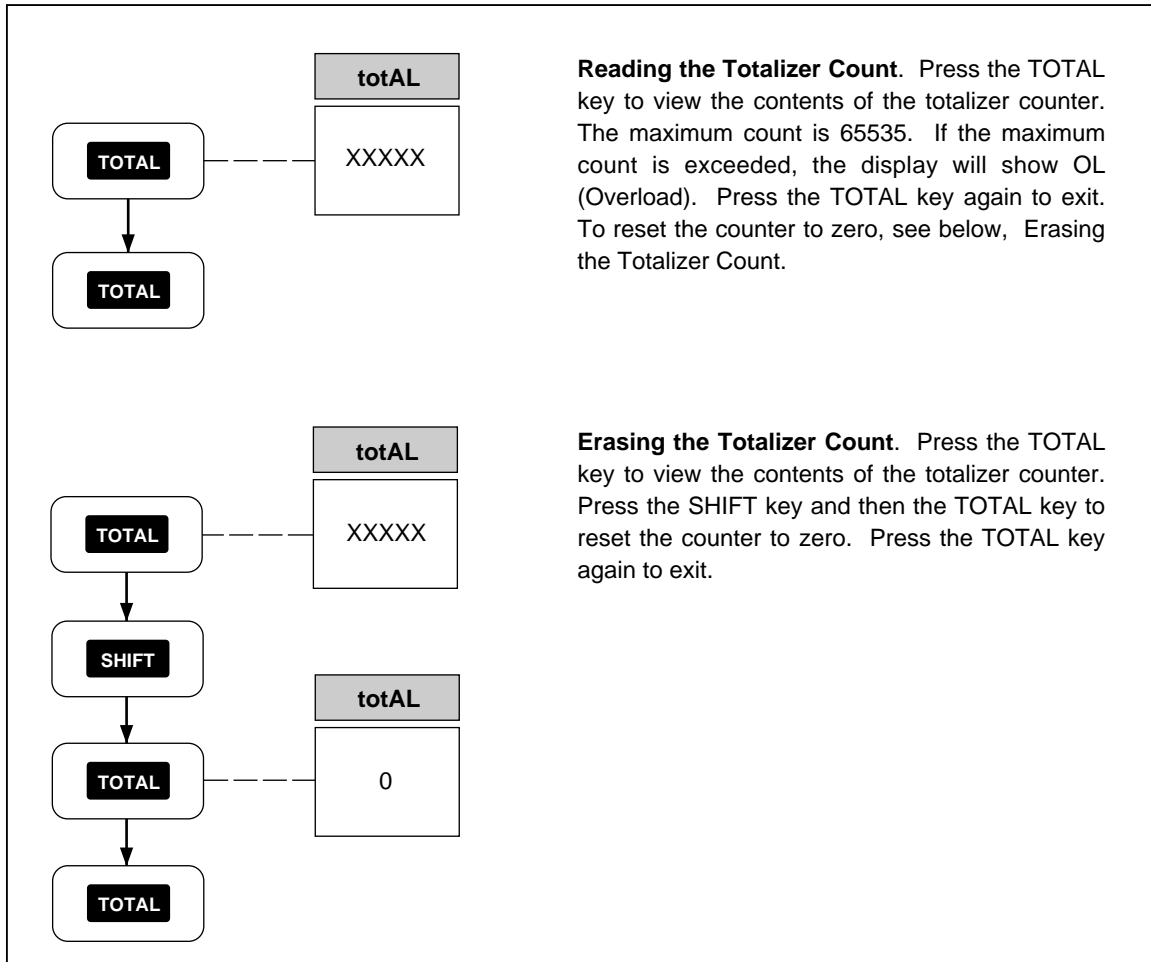 totAL
TOTAL
XXXXX
TOTAL
Reading the Totalizer Count. Press the TOTAL
key to view the contents of the totalizer counter.
The maximum count is 65535. If the maximum
count is exceeded, the display will show OL
(Overload). Press the TOTAL key again to exit.
To reset the counter to zero, see below, Erasing
the Totalizer Count.
totAL
TOTAL
XXXXX
SHIFT
totAL
TOTAL
0
TOTAL
Erasing the Totalizer Count. Press the TOTAL
key to view the contents of the totalizer counter.
Press the SHIFT key and then the TOTAL key to
reset the counter to zero. Press the TOTAL key
again to exit.